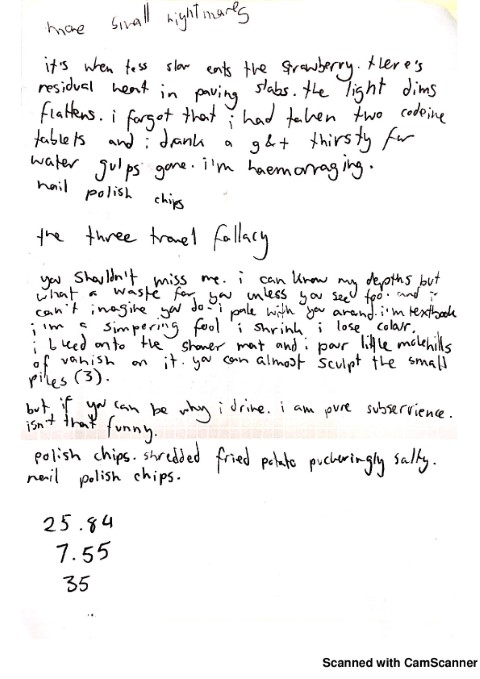 more small nightmares
it's when tess slow eats the strawberry. there's
residual heat in paving slabs. the light dims
flattens. i forgot that i had taken two codeine
tablets and i drank a g&t thirsty for
water gulps gone. i'm haemorraging.
nail polish chips
the three travel fallacy
you shouldn't miss me. i can know my depths but
what a waste for you unless you see too. and i
can't imagine you do. i pale with you around. i'm textbook
i'm a simpering fool i shrink i lose colour.
i bleed onto the shower mat and i pour little molehills
of vanish on it. you can almost sculpt the small
piles (3).
but if you can be why i drive. i am pure subservience.
isn't that funny.
polish chips. shredded fried potato puckeringly salty.
nail polish chips.
25.84
7.55
35
Scanned with CamScanner